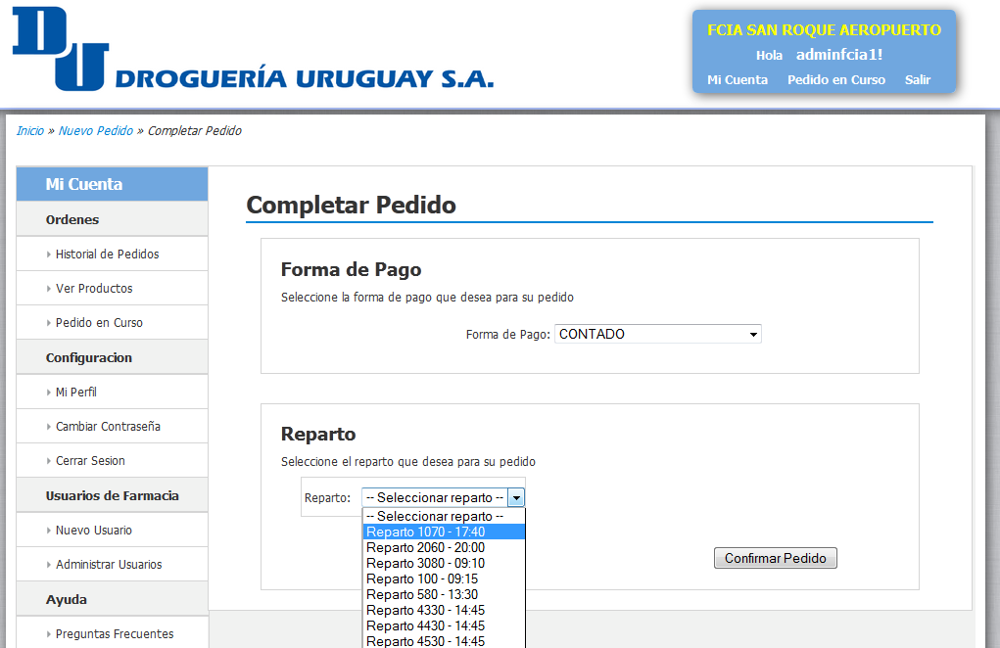 DU DROGUERÍA URUGUAY S.A.
FCIA SAN ROQUE AEROPUERTO
Hola adminfcia1!
Mi Cuenta Pedido en Curso Salir
Inicio » Nuevo Pedido » Completar Pedido
Mi Cuenta
Ordenes
Historial de Pedidos
Ver Productos
Pedido en Curso
Configuracion
Mi Perfil
Cambiar Contraseña
Cerrar Sesion
Usuarios de Farmacia
Nuevo Usuario
Administrar Usuarios
Ayuda
Preguntas Frecuentes
Completar Pedido
Forma de Pago
Seleccione la forma de pago que desea para su pedido
Forma de Pago: CONTADO
Reparto
Seleccione el reparto que desea para su pedido
Reparto: -- Seleccionar reparto --
-- Seleccionar reparto --
Reparto 1070 - 17:40
Reparto 2060 - 20:00
Reparto 3080 - 09:10
Reparto 100 - 09:15
Reparto 580 - 13:30
Reparto 4330 - 14:45
Reparto 4430 - 14:45
Reparto 4530 - 14:45
Confirmar Pedido